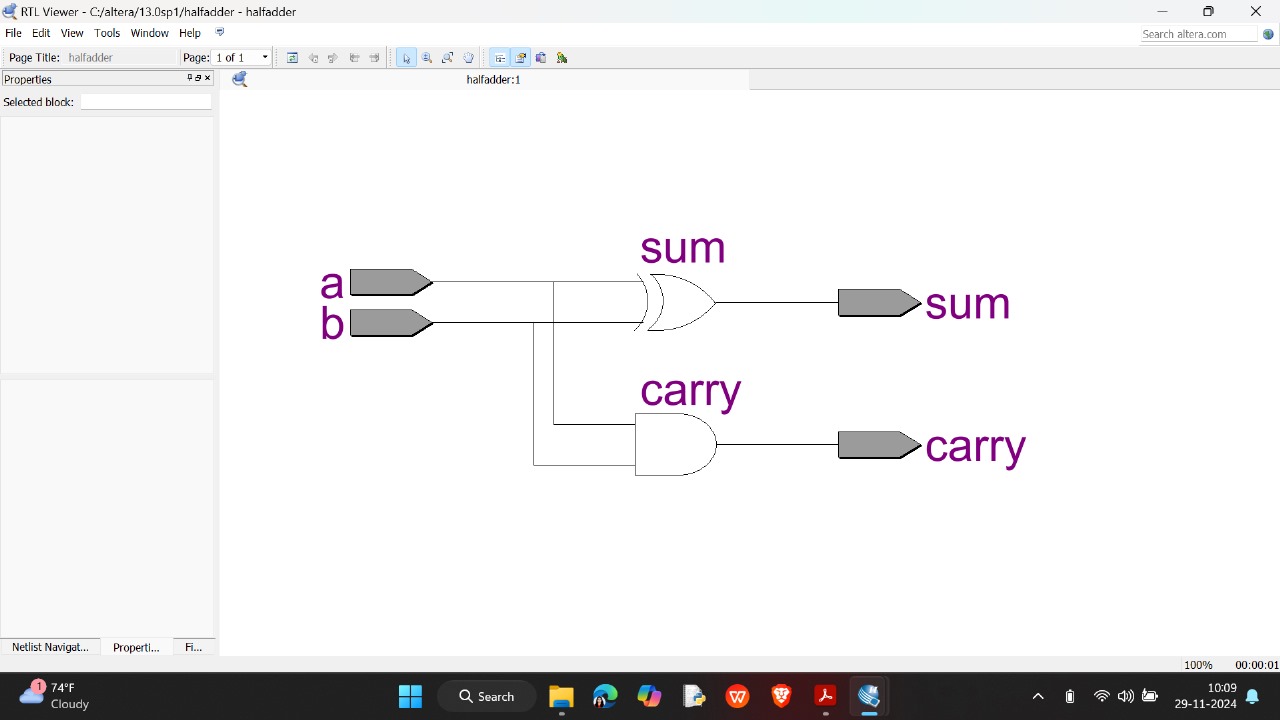 RTL Viewer - C:/altera/13.0sp1/halfadder - halfadder
File Edit View Tools Window Help
Search altera.com
Page Title: halfadder Page: 1 of 1
Properties
halfadder:1
Selected block:
sum
a
b
sum
carry
carry
Netlist Navigat... Properti... Fi...
100% 00:00:01
1
74°F
Cloudy
Search
10:09
29-11-2024